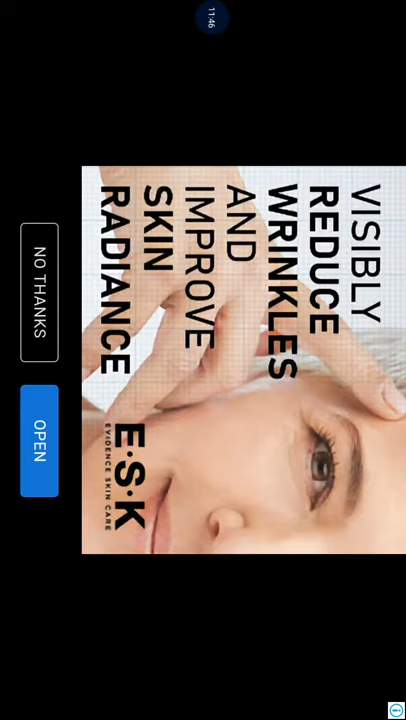 11:46
VISIBLY
REDUCE
WRINKLES
AND
IMPROVE
SKIN
RADIANCE
E·S·K
EVIDENCE SKIN CARE
NO THANKS
OPEN